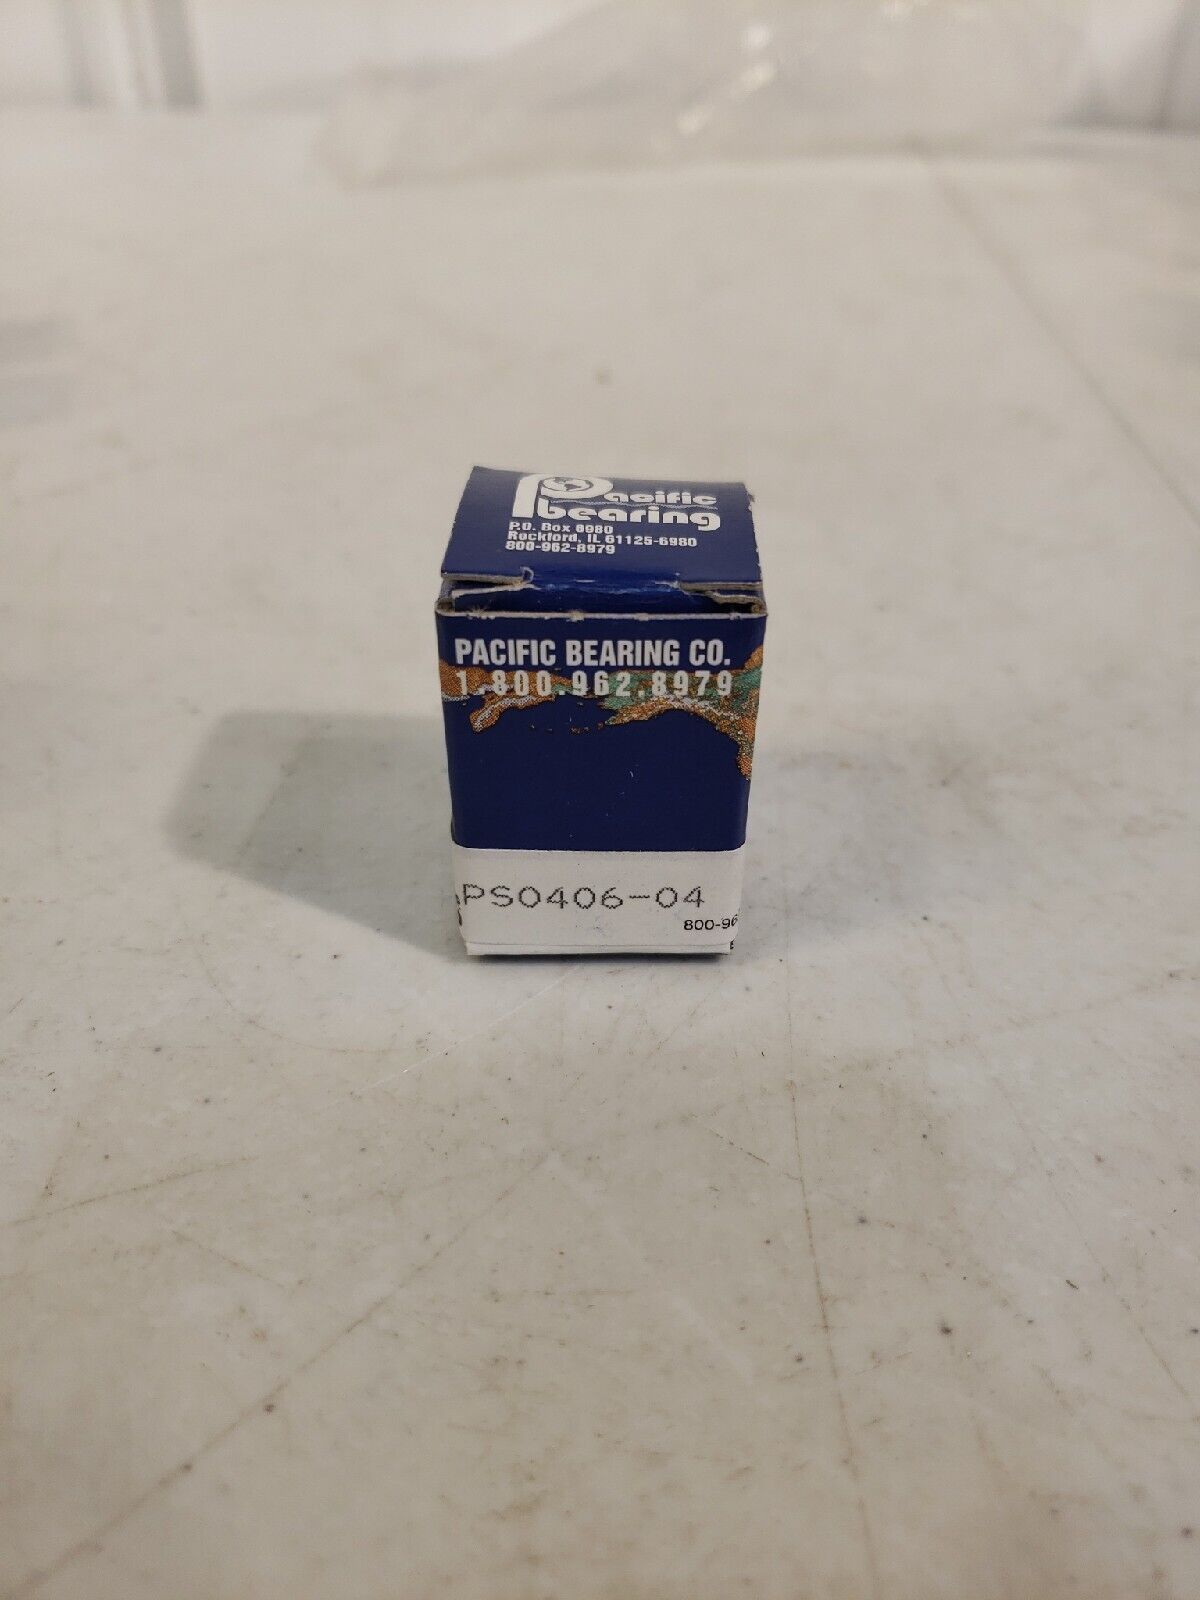 Pacific
bearing
P.O. Box 6980
Rockford, IL 61125-6980
800-962-8979
PACIFIC BEARING CO.
1.800.962.8979
PS0406-04
800-96